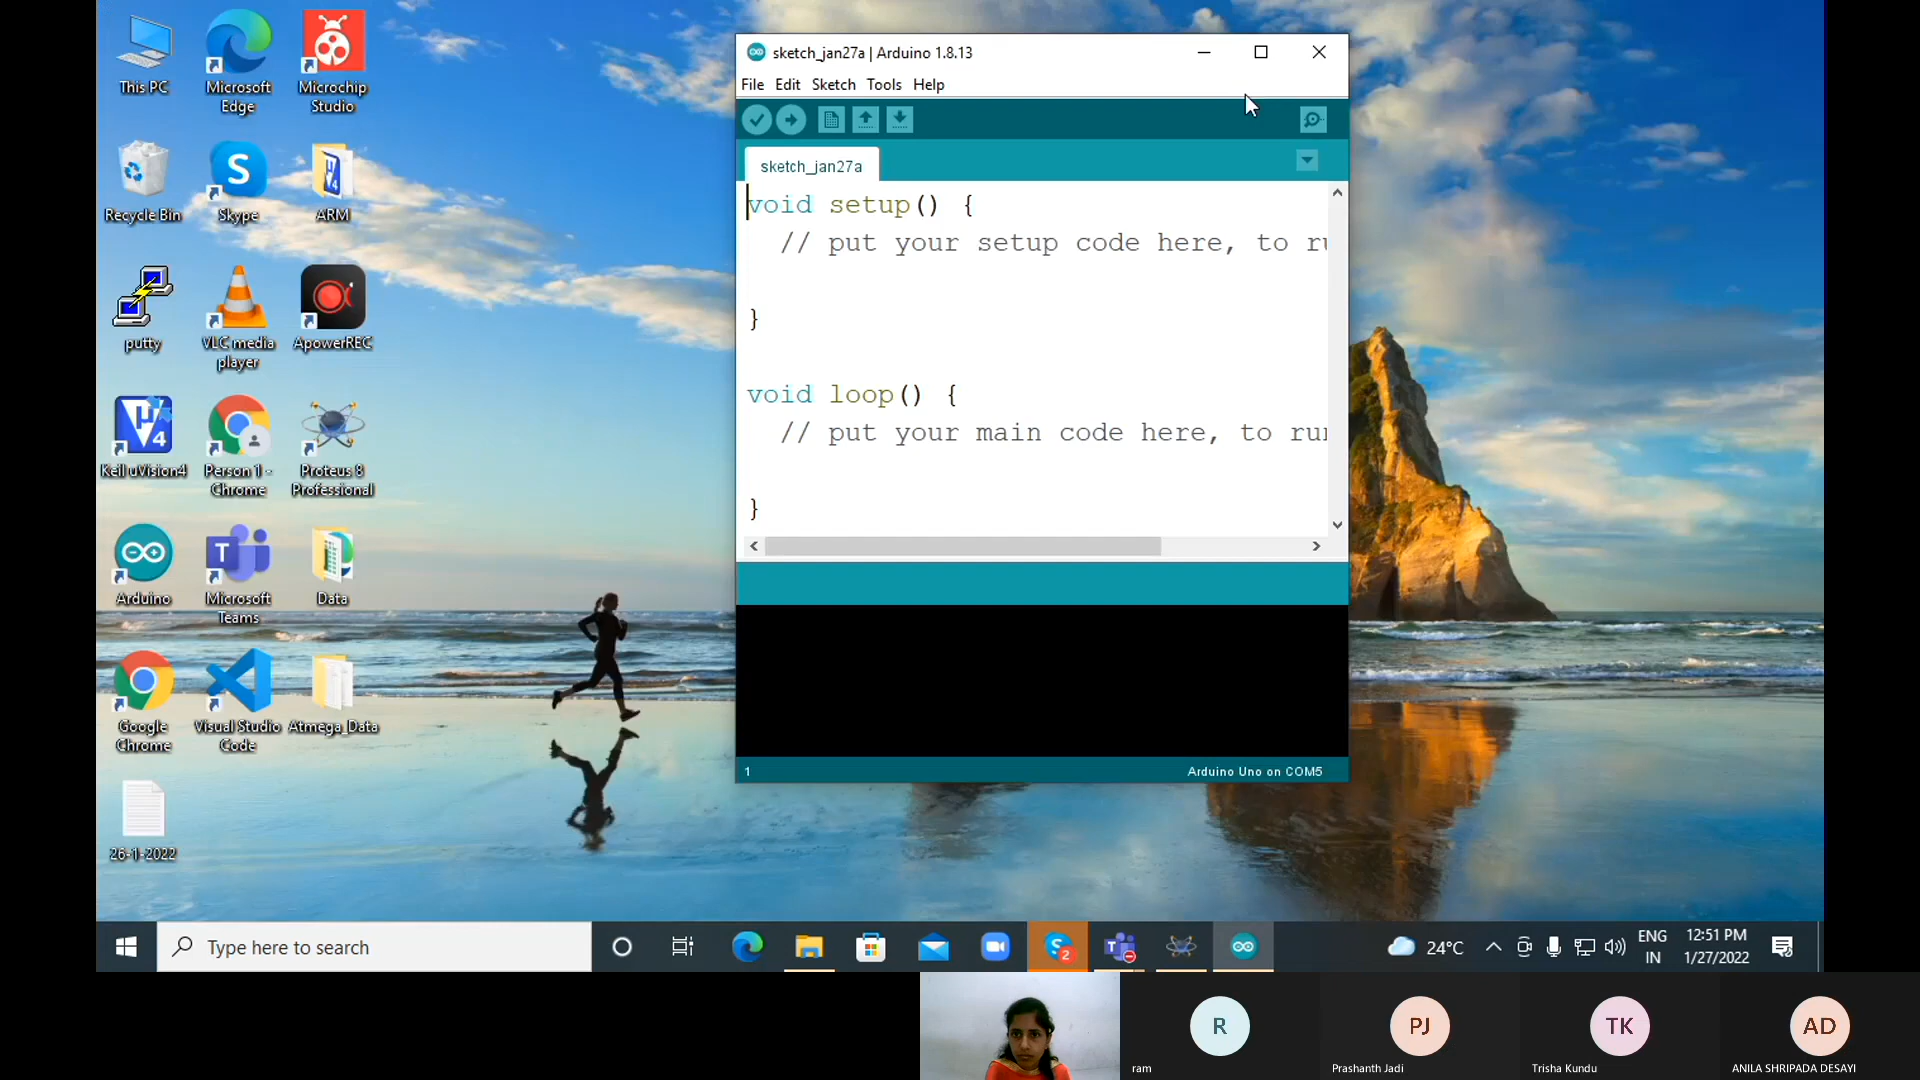 This PC
Microsoft Edge
Microchip Studio
Recycle Bin
Skype
ARM
putty
VLC media player
ApowerREC
Keil uVision4
Person 1 - Chrome
Proteus 8 Professional
Arduino
Microsoft Teams
Data
Google Chrome
Visual Studio Code
Atmega_Data
26-1-2022
sketch_jan27a | Arduino 1.8.13
File Edit Sketch Tools Help
sketch_jan27a
void setup() {
// put your setup code here, to ru
}
void loop() {
// put your main code here, to run
}
1
Arduino Uno on COM5
Type here to search
2
24°C
ENG
IN
12:51 PM
1/27/2022
R
ram
PJ
Prashanth Jadi
TK
Trisha Kundu
AD
ANILA SHRIPADA DESAYI